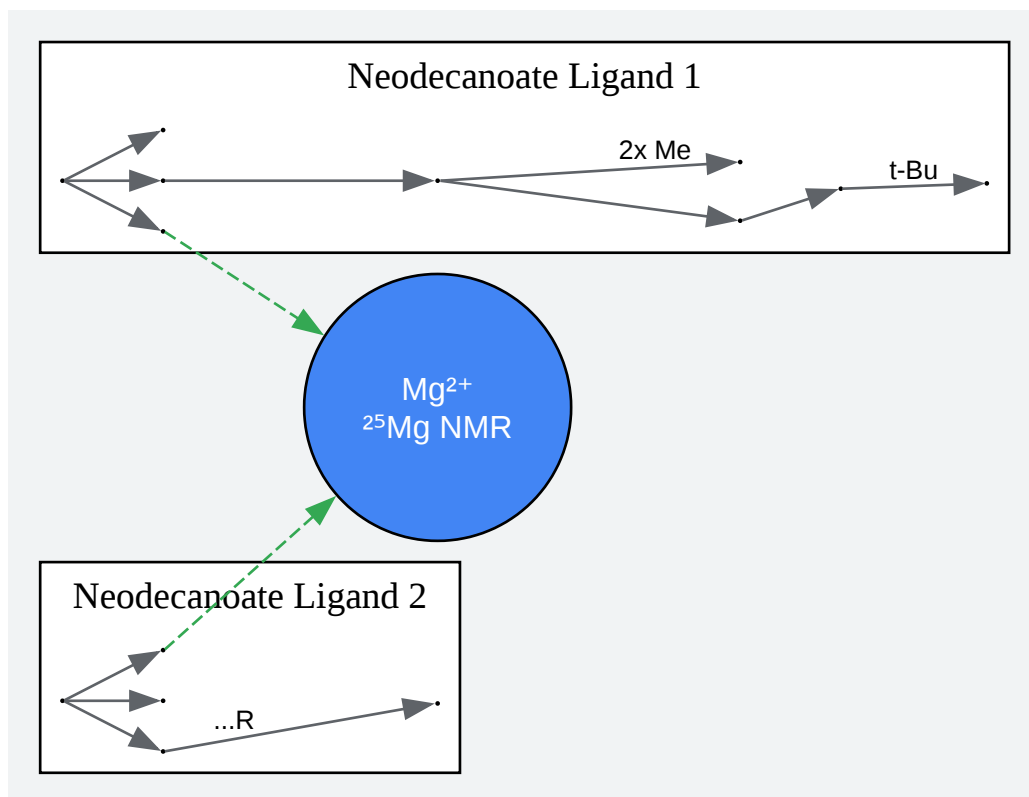 Neodecanoate Ligand 1
2x Me
t-Bu
Mg²⁺
²⁵Mg NMR
Neodecanoate Ligand 2
...R